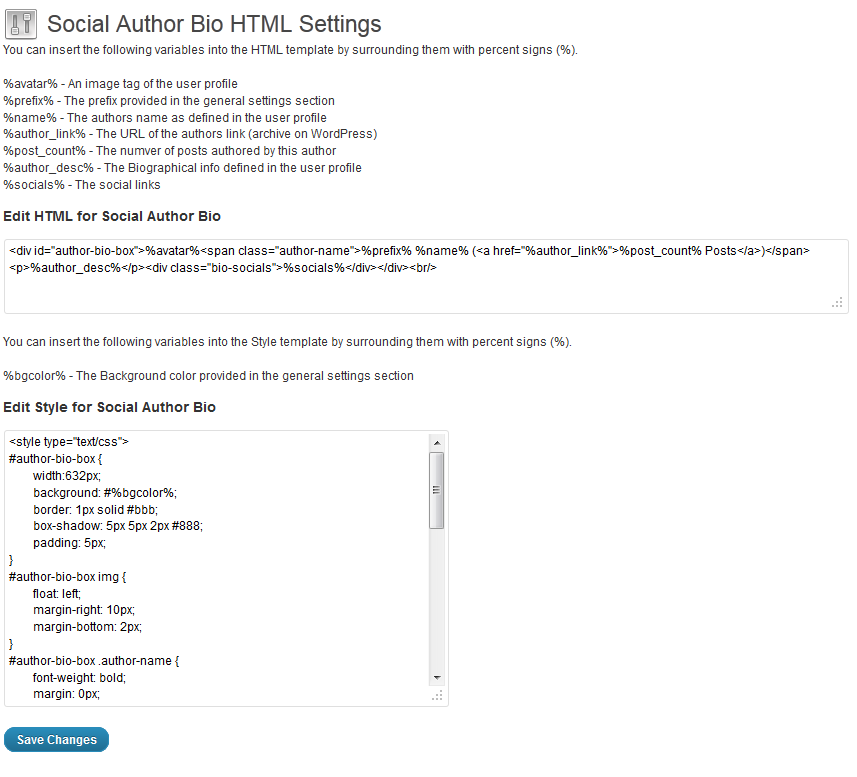 Social Author Bio HTML Settings
You can insert the following variables into the HTML template by surrounding them with percent signs (%).
%avatar% - An image tag of the user profile
%prefix% - The prefix provided in the general settings section
%name% - The authors name as defined in the user profile
%author_link% - The URL of the authors link (archive on WordPress)
%post_count% - The numver of posts authored by this author
%author_desc% - The Biographical info defined in the user profile
%socials% - The social links
Edit HTML for Social Author Bio
<div id="author-bio-box">%avatar%<span class="author-name">%prefix% %name% (<a href="%author_link%">%post_count% Posts</a>)</span>
<p>%author_desc%</p><div class="bio-socials">%socials%</div></div><br/>
You can insert the following variables into the Style template by surrounding them with percent signs (%).
%bgcolor% - The Background color provided in the general settings section
Edit Style for Social Author Bio
<style type="text/css">
#author-bio-box {
width:632px;
background: #%bgcolor%;
border: 1px solid #bbb;
box-shadow: 5px 5px 2px #888;
padding: 5px;
}
#author-bio-box img {
float: left;
margin-right: 10px;
margin-bottom: 2px;
}
#author-bio-box .author-name {
font-weight: bold;
margin: 0px;
Save Changes